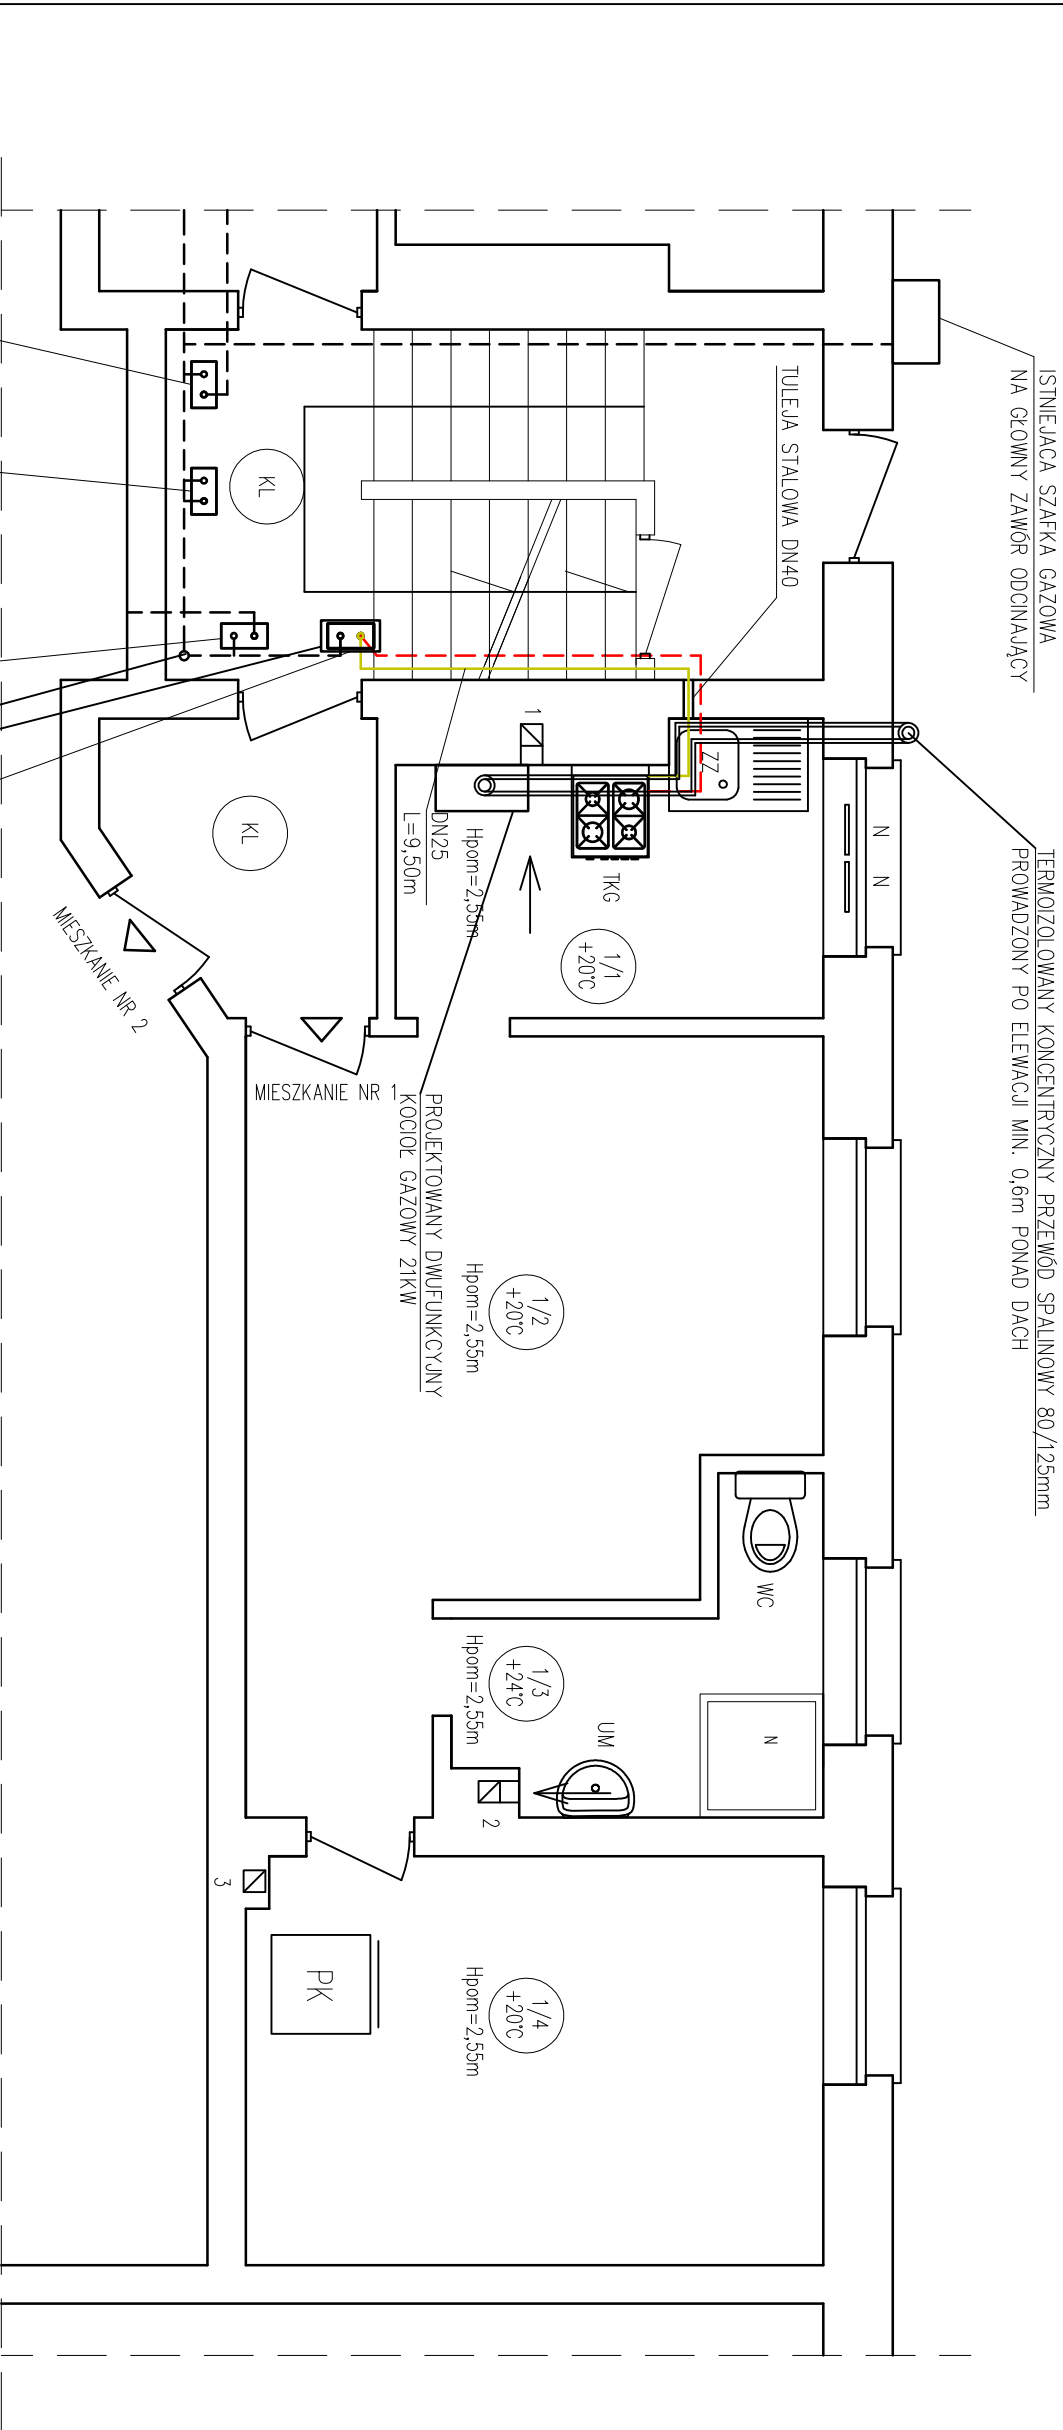 ISTNIEJACA SZAFKA GAZOWA
NA GŁOWNY ZAWÓR ODCINAJĄCY
TULEJA STALOWA DN40
KL
1
ZZ
N N
TERMOIZOLOWANY KONCENTRYCZNY PRZEWÓD SPALINOWY 80/125mm
PROWADZONY PO ELEWACJI MIN. 0,6m PONAD DACH
KL
DN25
L=9,50m
Hpom=2,55m
TKG
1/1
+20°C
MIESZKANIE NR 2
MIESZKANIE NR 1
PROJEKTOWANY DWUFUNKCYJNY
KOCIOŁ GAZOWY 21KW
1/2
+20°C
Hpom=2,55m
WC
1/3
+24°C
Hpom=2,55m
UM
N
2
3
PK
1/4
+20°C
Hpom=2,55m